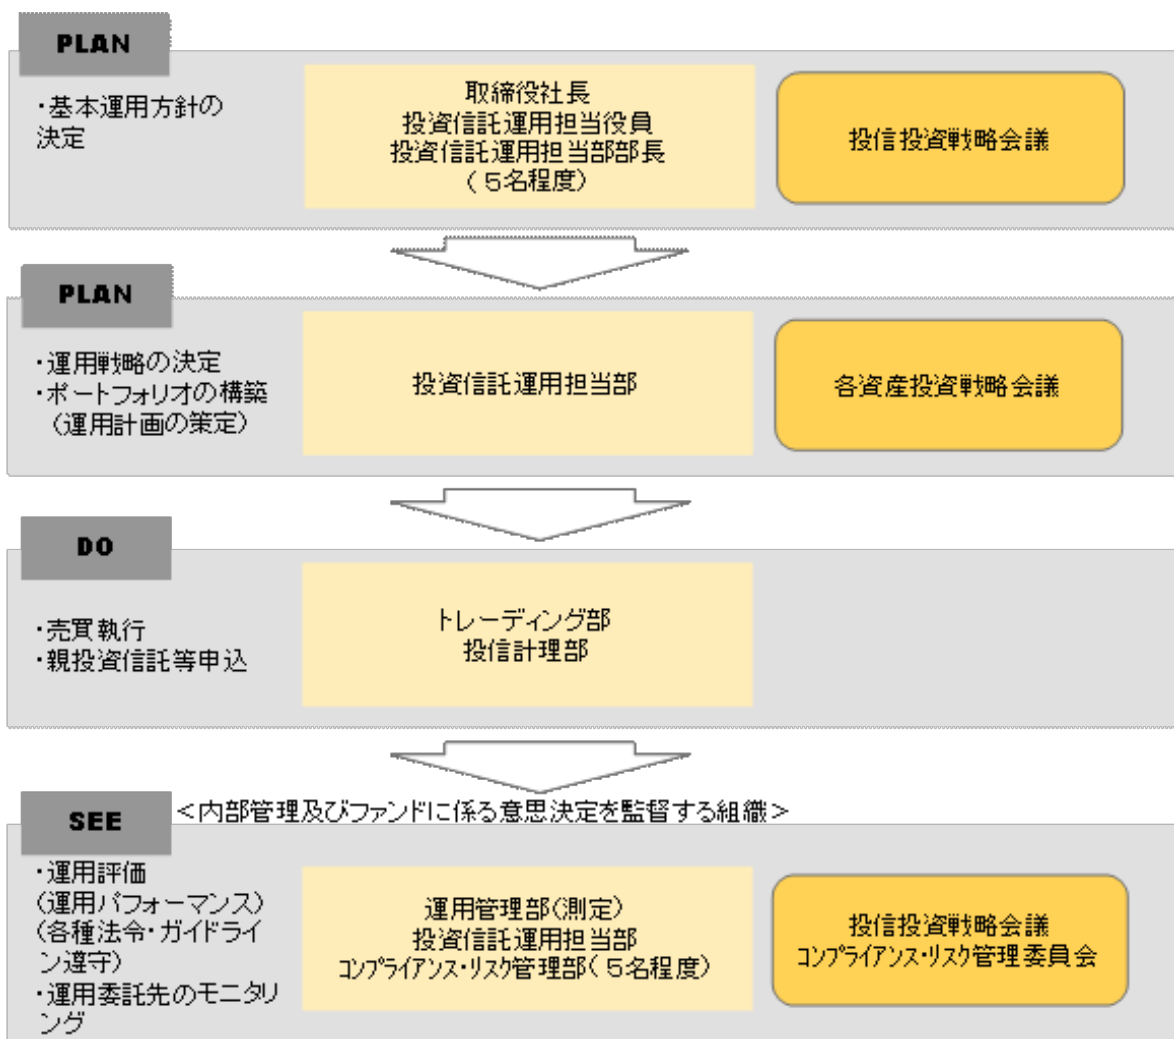 PLAN
・基本運用方針の
決定
取締役社長
投資信託運用担当役員
投資信託運用担当部部長
(5名程度)
投信投資戦略会議
PLAN
・運用戦略の決定
・ポートフォリオの構築
(運用計画の策定)
投資信託運用担当部
各資産投資戦略会議
DO
・売買執行
・親投資信託等申込
トレーディング部
投信計理部
SEE
<内部管理及びファンドに係る意思決定を監督する組織>
・運用評価
(運用パフォーマンス)
(各種法令・ガイドライ
ン遵守)
・運用委託先のモニタリ
ング
運用管理部(測定)
投資信託運用担当部
コンプライアンス・リスク管理部(5名程度)
投信投資戦略会議
コンプライアンス・リスク管理委員会